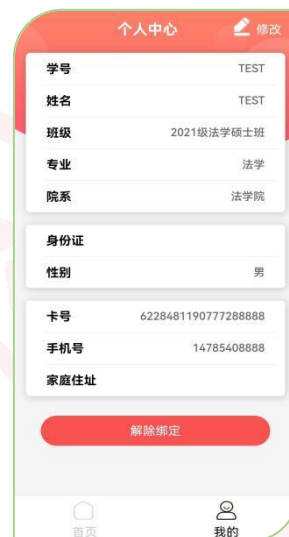 个人中心 修改
学号 TEST
姓名 TEST
班级 2021级法学硕士班
专业 法学
院系 法学院
身份证
性别 男
卡号 6228481190777288888
手机号 14785408888
家庭住址
解除绑定
首页 我的